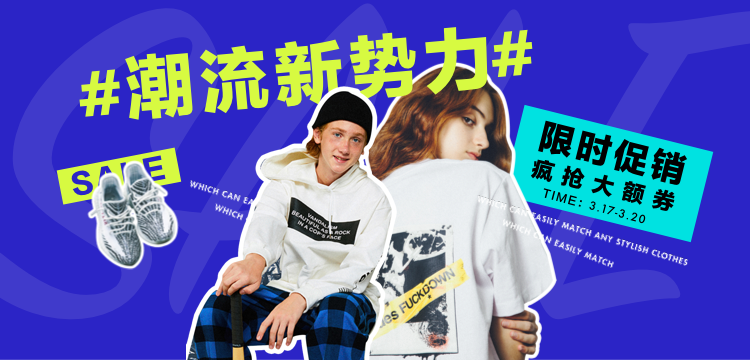 #潮流新势力#
SALE
限时促销
疯抢大额券
TIME: 3.17-3.20
WHICH CAN EA
WHICH
WHICH CAN EASILY MATCH ANY STYLISH CLOTHES
WHICH CAN EASILY MATCH
VANDALISM
BEAUTIFUL AS A ROCK
IN A COP'S FACE
es FUCKDOWN